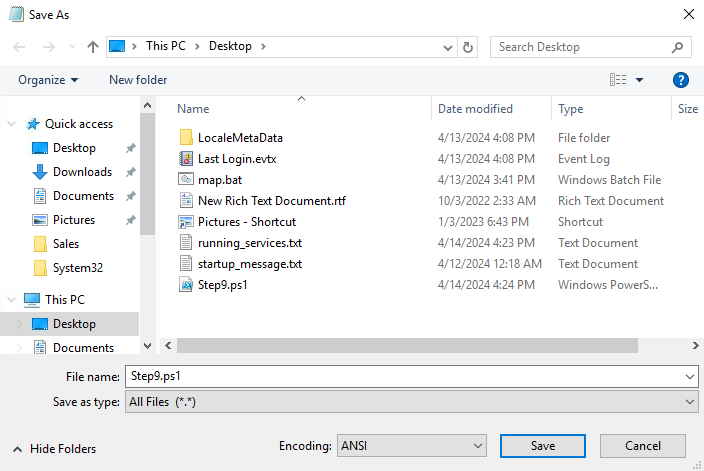 Save As
This PC > Desktop >
Search Desktop
Organize
New folder
?
Name
Date modified
Type
Size
Quick access
Desktop
Downloads
Documents
Pictures
Sales
System32
This PC
Desktop
Documents
LocaleMetaData 4/13/2024 4:08 PM File folder
Last Login.evtx 4/13/2024 4:08 PM Event Log
map.bat 4/13/2024 3:41 PM Windows Batch File
New Rich Text Document.rtf 10/3/2022 2:33 AM Rich Text Document
Pictures - Shortcut 1/3/2023 6:43 PM Shortcut
running_services.txt 4/14/2024 4:23 PM Text Document
startup_message.txt 4/12/2024 12:18 AM Text Document
Step9.ps1 4/14/2024 4:24 PM Windows PowerS...
File name: Step9.ps1
Save as type: All Files (*.*)
Hide Folders
Encoding: ANSI
Save
Cancel